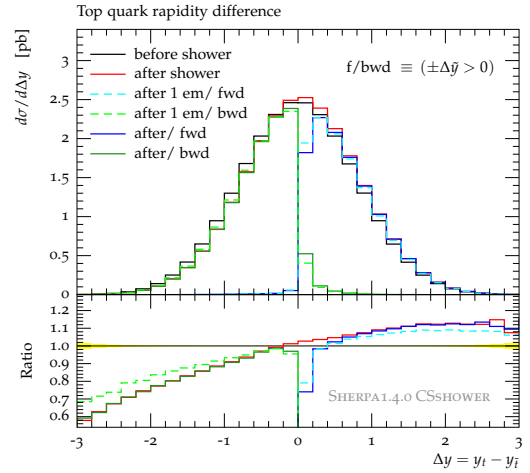 Top quark rapidity difference
dσ/dΔy [pb]
before shower
after shower
after 1 em/ fwd
after 1 em/ bwd
after/ fwd
after/ bwd
f/bwd ≡ (±Δỹ > 0)
3
2.5
2
1.5
1
0.5
0
Ratio
1.2
1.1
1.0
0.9
0.8
0.7
0.6
SHERPA1.4.0 CSSHOWER
-3 -2 -1 0 1 2 3
Δy = y_t − y_t̄